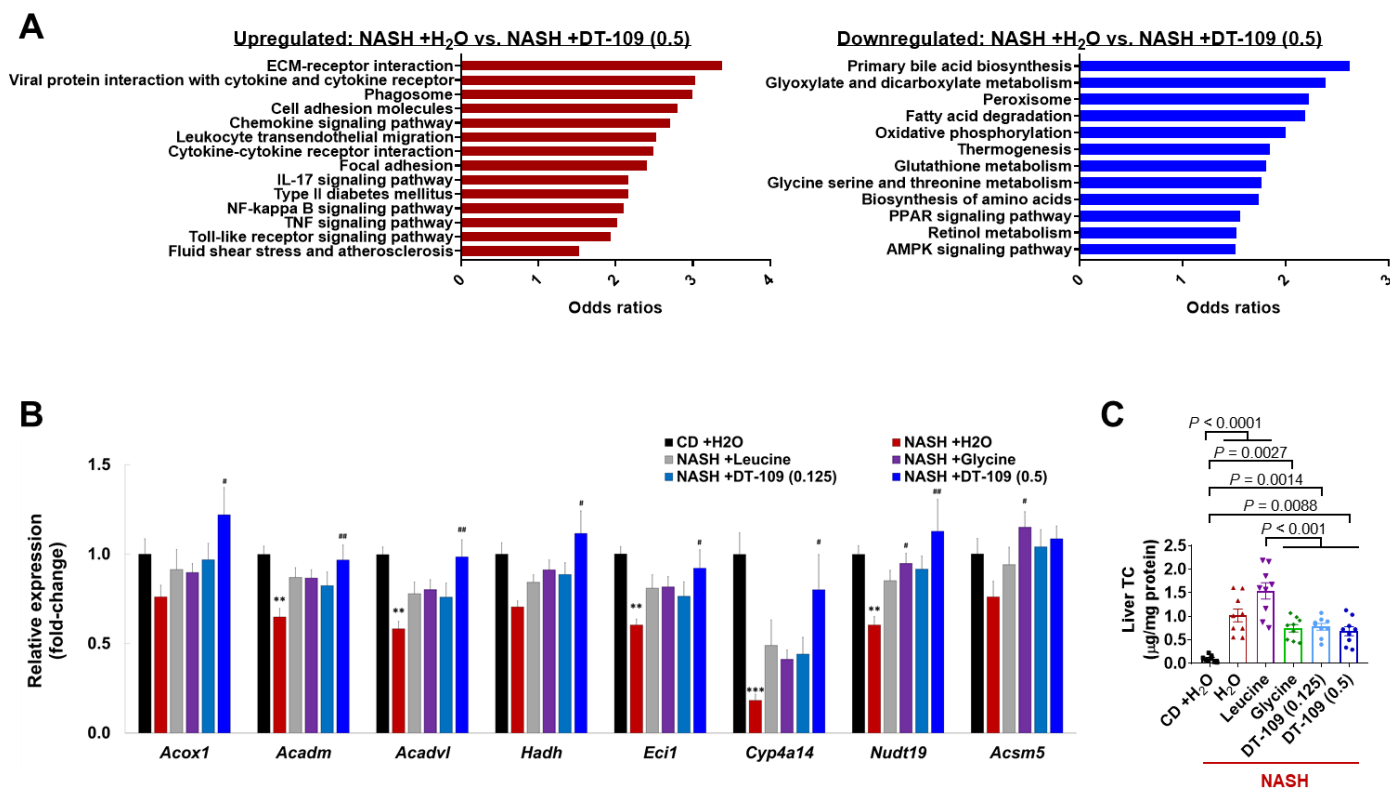 A
Upregulated: NASH +H₂O vs. NASH +DT-109 (0.5)
ECM-receptor interaction
Viral protein interaction with cytokine and cytokine receptor
Phagosome
Cell adhesion molecules
Chemokine signaling pathway
Leukocyte transendothelial migration
Cytokine-cytokine receptor interaction
Focal adhesion
IL-17 signaling pathway
Type II diabetes mellitus
NF-kappa B signaling pathway
TNF signaling pathway
Toll-like receptor signaling pathway
Fluid shear stress and atherosclerosis
0 1 2 3 4
Odds ratios
Downregulated: NASH +H₂O vs. NASH +DT-109 (0.5)
Primary bile acid biosynthesis
Glyoxylate and dicarboxylate metabolism
Peroxisome
Fatty acid degradation
Oxidative phosphorylation
Thermogenesis
Glutathione metabolism
Glycine serine and threonine metabolism
Biosynthesis of amino acids
PPAR signaling pathway
Retinol metabolism
AMPK signaling pathway
0 1 2 3
Odds ratios
B
CD +H2O NASH +H2O
NASH +Leucine NASH +Glycine
NASH +DT-109 (0.125) NASH +DT-109 (0.5)
Relative expression
(fold-change)
1.5
1.0
0.5
0.0
#
** ##
** ##
#
** #
*** #
** # ##
#
Acox1 Acadm Acadvl Hadh Eci1 Cyp4a14 Nudt19 Acsm5
C
P < 0.0001
P = 0.0027
P = 0.0014
P = 0.0088
P < 0.001
Liver TC
(µg/mg protein)
2.5
2.0
1.5
1.0
0.5
0.0
CD +H₂O
H₂O
Leucine
Glycine
DT-109 (0.125)
DT-109 (0.5)
NASH